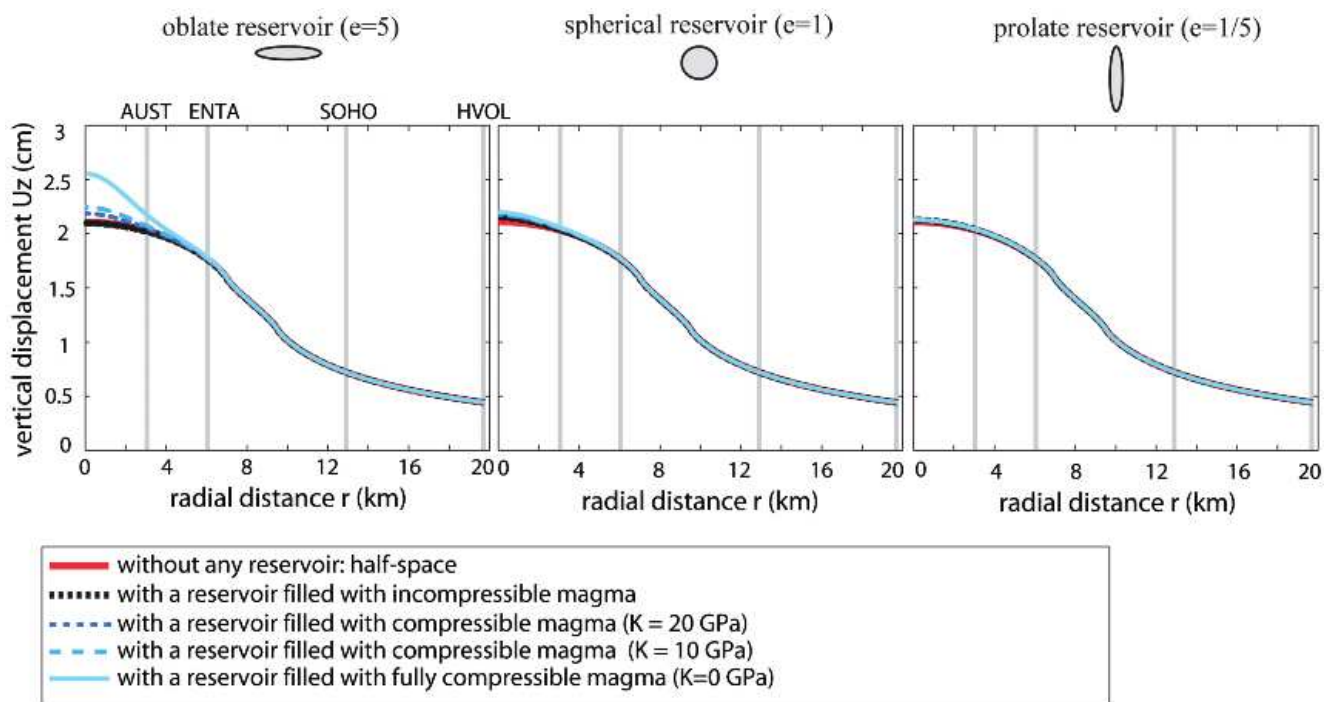 oblate reservoir (e=5)
spherical reservoir (e=1)
prolate reservoir (e=1/5)
AUST ENTA SOHO HVOL
vertical displacement Uz (cm)
3
2.5
2
1.5
1
0.5
0
0 4 8 12 16 20
0 4 8 12 16 20
0 4 8 12 16 20
radial distance r (km)
radial distance r (km)
radial distance r (km)
without any reservoir: half-space
with a reservoir filled with incompressible magma
with a reservoir filled with compressible magma (K = 20 GPa)
with a reservoir filled with compressible magma (K = 10 GPa)
with a reservoir filled with fully compressible magma (K=0 GPa)